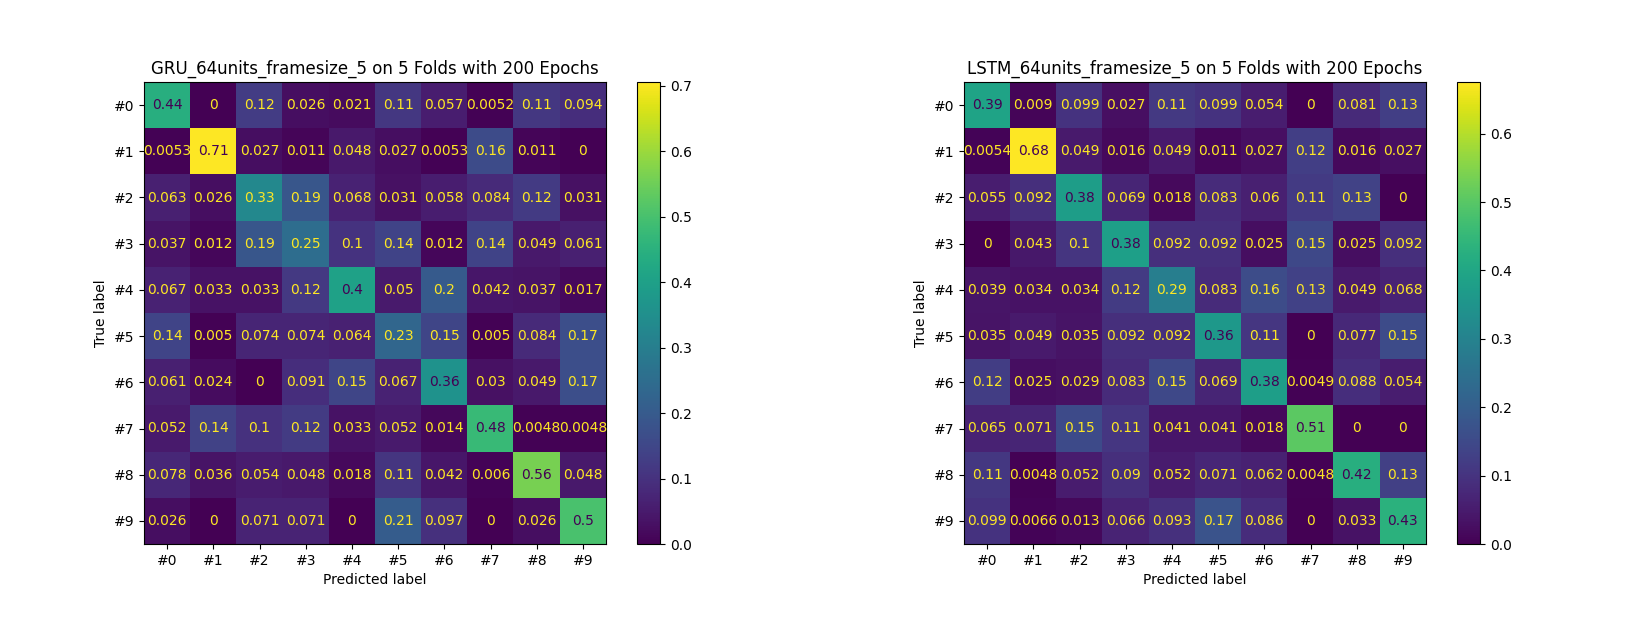 GRU_64units_framesize_5 on 5 Folds with 200 Epochs
#0 0.44 0 0.12 0.026 0.021 0.11 0.057 0.0052 0.11 0.094
#1 0.0053 0.71 0.027 0.011 0.048 0.027 0.0053 0.16 0.011 0
#2 0.063 0.026 0.33 0.19 0.068 0.031 0.058 0.084 0.12 0.031
#3 0.037 0.012 0.19 0.25 0.1 0.14 0.012 0.14 0.049 0.061
#4 0.067 0.033 0.033 0.12 0.4 0.05 0.2 0.042 0.037 0.017
#5 0.14 0.005 0.074 0.074 0.064 0.23 0.15 0.005 0.084 0.17
#6 0.061 0.024 0 0.091 0.15 0.067 0.36 0.03 0.049 0.17
#7 0.052 0.14 0.1 0.12 0.033 0.052 0.014 0.48 0.0048 0.0048
#8 0.078 0.036 0.054 0.048 0.018 0.11 0.042 0.006 0.56 0.048
#9 0.026 0 0.071 0.071 0 0.21 0.097 0 0.026 0.5
#0 #1 #2 #3 #4 #5 #6 #7 #8 #9
Predicted label
True label
0.7
0.6
0.5
0.4
0.3
0.2
0.1
0.0
LSTM_64units_framesize_5 on 5 Folds with 200 Epochs
#0 0.39 0.009 0.099 0.027 0.11 0.099 0.054 0 0.081 0.13
#1 0.0054 0.68 0.049 0.016 0.049 0.011 0.027 0.12 0.016 0.027
#2 0.055 0.092 0.38 0.069 0.018 0.083 0.06 0.11 0.13 0
#3 0 0.043 0.1 0.38 0.092 0.092 0.025 0.15 0.025 0.092
#4 0.039 0.034 0.034 0.12 0.29 0.083 0.16 0.13 0.049 0.068
#5 0.035 0.049 0.035 0.092 0.092 0.36 0.11 0 0.077 0.15
#6 0.12 0.025 0.029 0.083 0.15 0.069 0.38 0.0049 0.088 0.054
#7 0.065 0.071 0.15 0.11 0.041 0.041 0.018 0.51 0 0
#8 0.11 0.0048 0.052 0.09 0.052 0.071 0.062 0.0048 0.42 0.13
#9 0.099 0.0066 0.013 0.066 0.093 0.17 0.086 0 0.033 0.43
#0 #1 #2 #3 #4 #5 #6 #7 #8 #9
Predicted label
True label
0.6
0.5
0.4
0.3
0.2
0.1
0.0